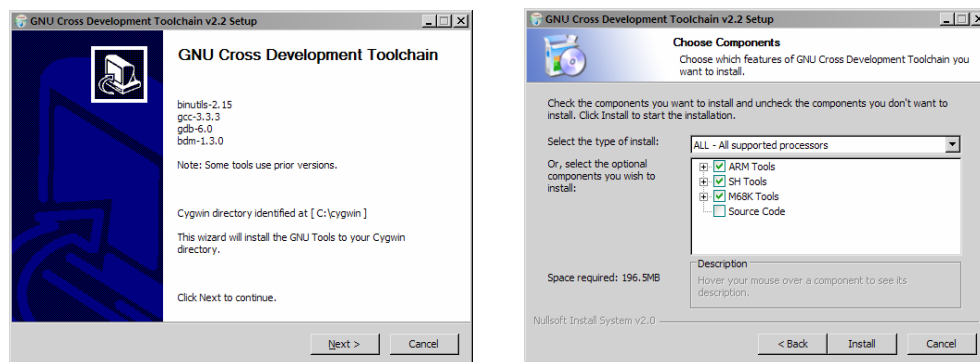 GNU Cross Development Toolchain v2.2 Setup
GNU Cross Development Toolchain
binutils-2.15
gcc-3.3.3
gdb-6.0
bdm-1.3.0
Note: Some tools use prior versions.
Cygwin directory identified at [ C:\cygwin ]
This wizard will install the GNU Tools to your Cygwin
directory.
Click Next to continue.
Next >
Cancel
GNU Cross Development Toolchain v2.2 Setup
Choose Components
Choose which features of GNU Cross Development Toolchain you
want to install.
Check the components you want to install and uncheck the components you don't want to
install. Click Install to start the installation.
Select the type of install:
ALL - All supported processors
Or, select the optional
components you wish to
install:
ARM Tools
SH Tools
M68K Tools
Source Code
Space required: 196.5MB
Description
Hover your mouse over a component to see its
description.
Nullsoft Install System v2.0
< Back
Install
Cancel